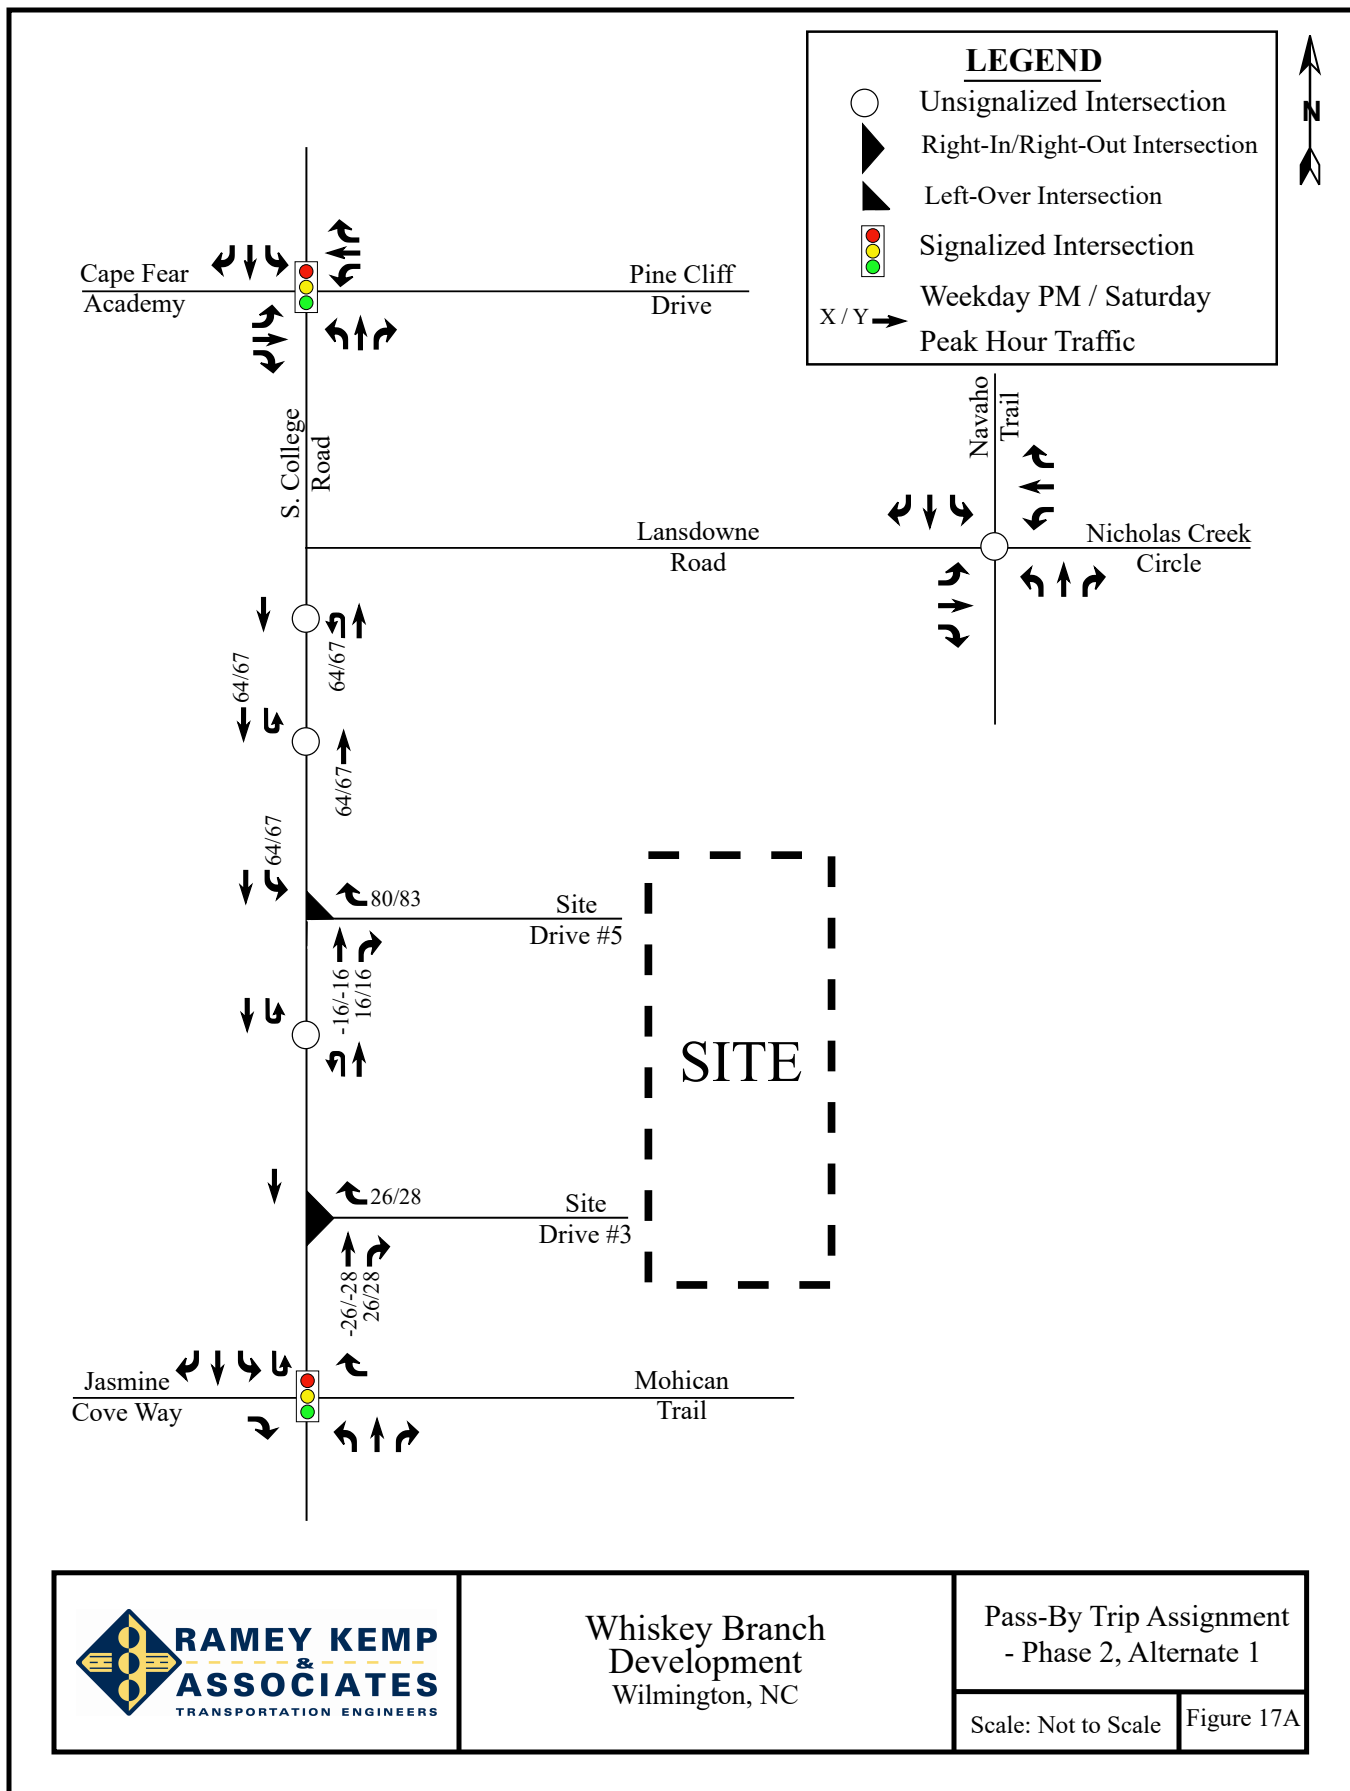 LEGEND
Unsignalized Intersection
Right-In/Right-Out Intersection
Left-Over Intersection
Signalized Intersection
X / Y
Weekday PM / Saturday
Peak Hour Traffic
N
Cape Fear
Academy
Pine Cliff
Drive
S. College
Road
Navaho
Trail
Lansdowne
Road
Nicholas Creek
Circle
64/67
64/67
64/67
64/67
80/83
Site
Drive #5
-16/-16
16/16
SITE
26/28
Site
Drive #3
-26/-28
26/28
Jasmine
Cove Way
Mohican
Trail
RAMEY KEMP
&
ASSOCIATES
TRANSPORTATION ENGINEERS
Whiskey Branch
Development
Wilmington, NC
Pass-By Trip Assignment
- Phase 2, Alternate 1
Scale: Not to Scale
Figure 17A